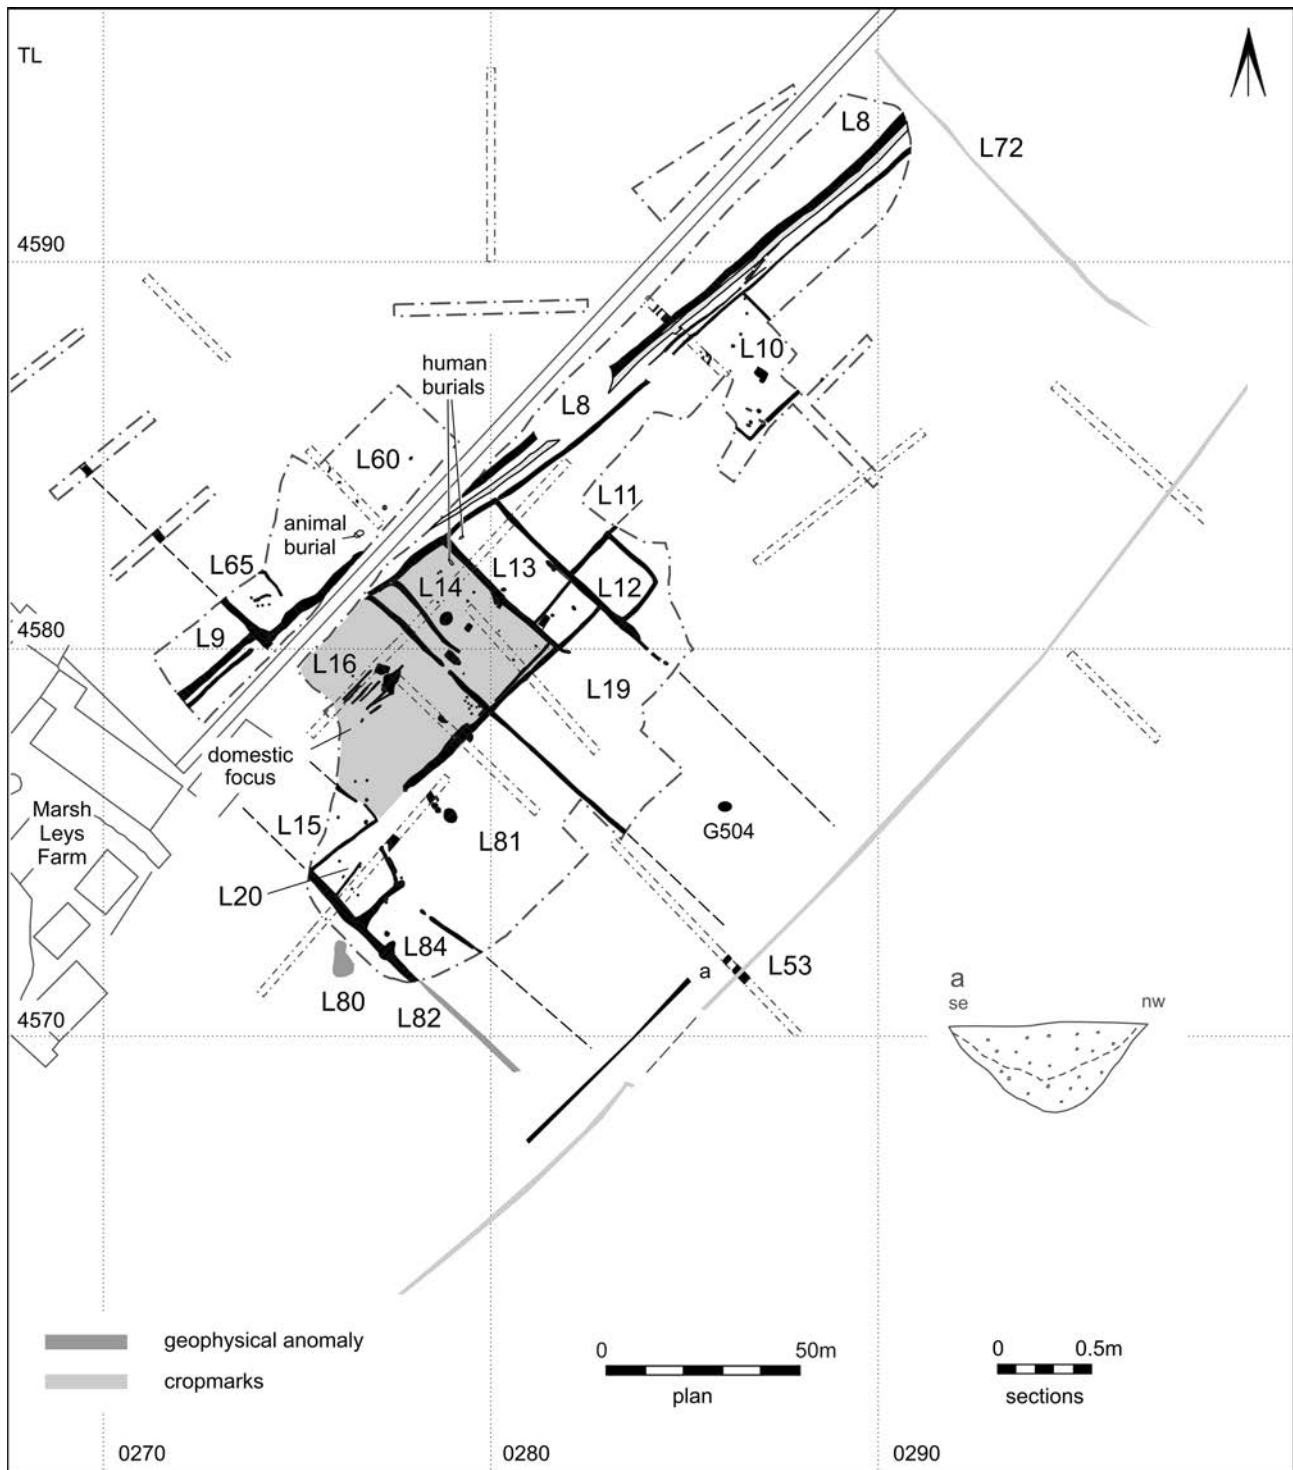 TL
L8
L72
4590
human
burials
L10
L8
L60
L11
animal
burial
L65
L13
L14
L12
4580
L9
L16
L19
domestic
focus
Marsh
Leys
Farm
L15
L81
G504
L20
L84
L53
a
a
se
nw
L80
L82
4570
geophysical anomaly
cropmarks
0
50m
plan
0
0.5m
sections
0270
0280
0290